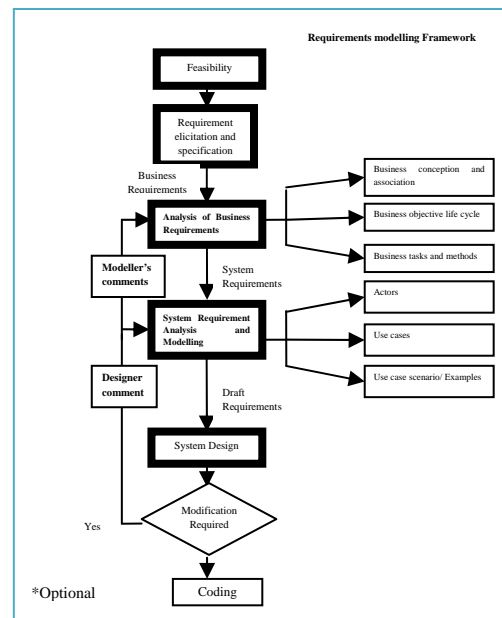 Requirements modelling Framework
Feasibility
Requirement
elicitation and
specification
Business
Requirements
Business conception and
association
Analysis of Business
Requirements
Business objective life cycle
Business tasks and methods
Modeller's
comments
System
Requirements
Actors
System Requirement
Analysis and
Modelling
Use cases
Designer
comment
Use case scenario/ Examples
Draft
Requirements
System Design
Modification
Required
Yes
Coding
*Optional